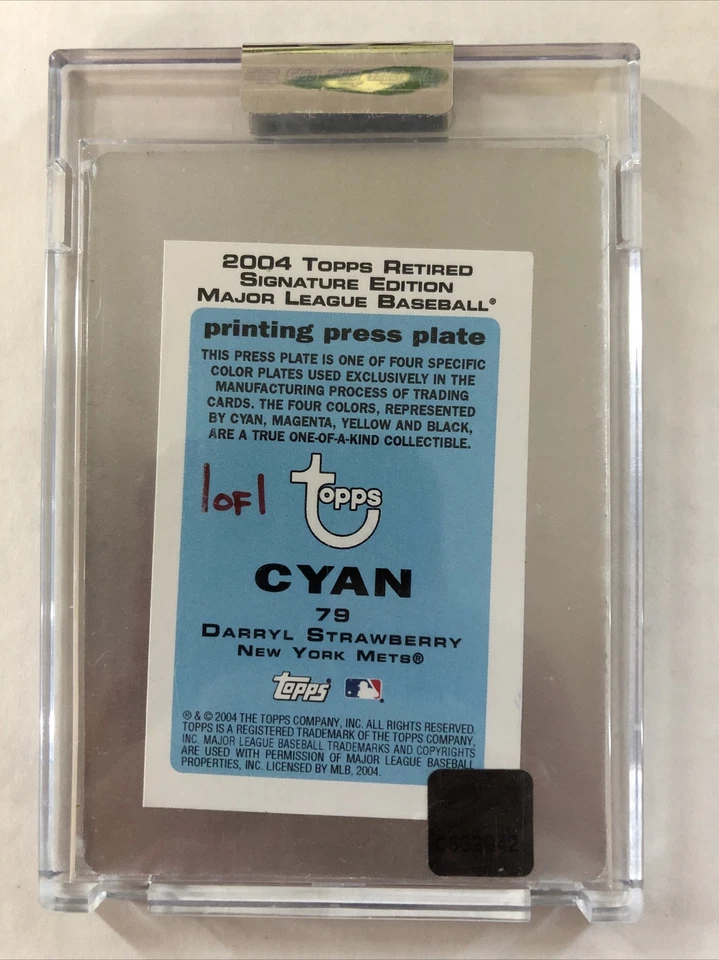 2004 Topps Retired
Signature Edition
Major League Baseball®
printing press plate
THIS PRESS PLATE IS ONE OF FOUR SPECIFIC
COLOR PLATES USED EXCLUSIVELY IN THE
MANUFACTURING PROCESS OF TRADING
CARDS. THE FOUR COLORS, REPRESENTED
BY CYAN, MAGENTA, YELLOW AND BLACK,
ARE A TRUE ONE-OF-A-KIND COLLECTIBLE.
1 OF 1
Topps
CYAN
79
Darryl Strawberry
New York Mets®
Topps
® & © 2004 THE TOPPS COMPANY, INC. ALL RIGHTS RESERVED.
TOPPS IS A REGISTERED TRADEMARK OF THE TOPPS COMPANY,
INC. MAJOR LEAGUE BASEBALL TRADEMARKS AND COPYRIGHTS
ARE USED WITH PERMISSION OF MAJOR LEAGUE BASEBALL
PROPERTIES, INC. LICENSED BY MLB, 2004.